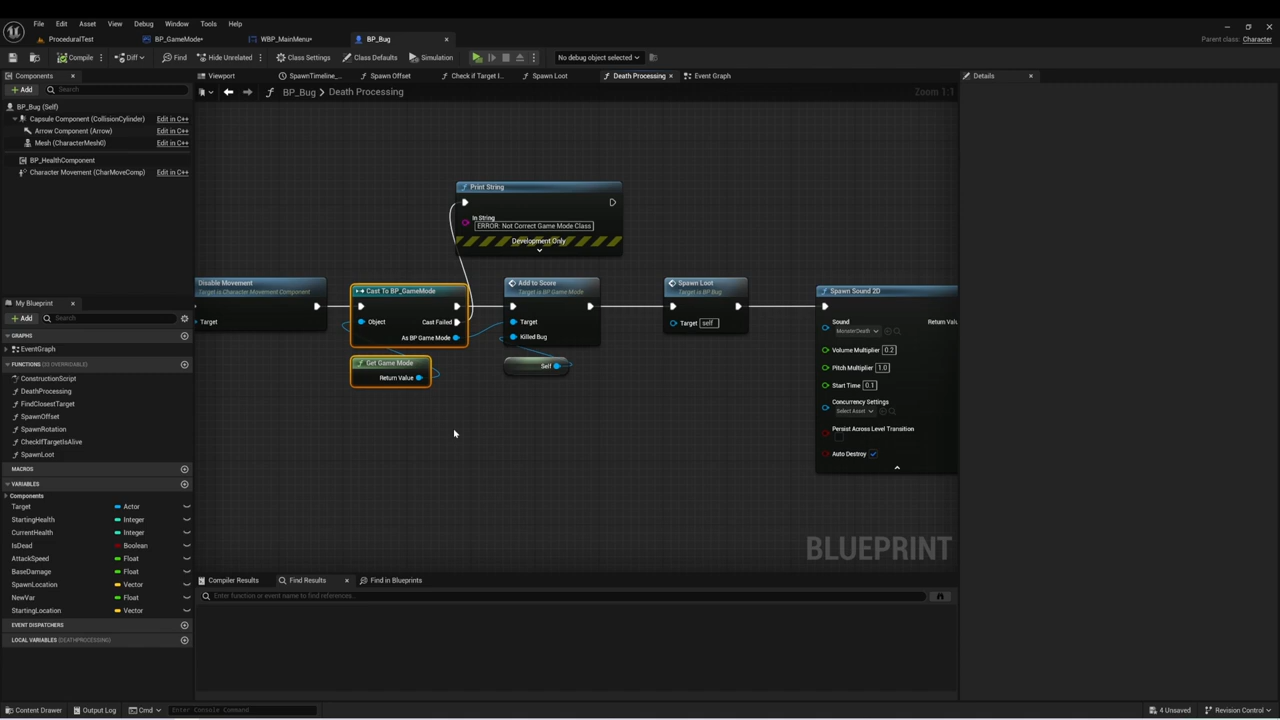 File Edit Asset View Debug Window Tools Help
ProceduralTest BP_GameMode• WBP_MainMenu• BP_Bug
Parent class: Character
Compile Diff Find Hide Unrelated Class Settings Class Defaults Simulation No debug object selected
Components
Viewport SpawnTimeline_... Spawn Offset Check if Target I... Spawn Loot Death Processing Event Graph
Details
Add Search
BP_Bug > Death Processing
Zoom 1:1
BP_Bug (Self)
Capsule Component (CollisionCylinder) Edit in C++
Arrow Component (Arrow) Edit in C++
Mesh (CharacterMesh0) Edit in C++
BP_HealthComponent
Character Movement (CharMoveComp) Edit in C++
Print String
In String
ERROR: Not Correct Game Mode Class
Development Only
Disable Movement
Target is Character Movement Component
Target
Cast To BP_GameMode
Object
Cast Failed
As BP Game Mode
Get Game Mode
Return Value
Add to Score
Target is BP Game Mode
Target
Killed Bug
Self
Spawn Loot
Target is BP Bug
Target self
Spawn Sound 2D
Sound
MonsterDeath
Return Valu
Volume Multiplier 0.2
Pitch Multiplier 1.0
Start Time 0.1
Concurrency Settings
Select Asset
Persist Across Level Transition
Auto Destroy
BLUEPRINT
My Blueprint
Add Search
GRAPHS
EventGraph
FUNCTIONS (32 OVERRIDABLE)
ConstructionScript
DeathProcessing
FindClosestTarget
SpawnOffset
SpawnRotation
CheckIfTargetIsAlive
SpawnLoot
MACROS
VARIABLES
Components
Target Actor
StartingHealth Integer
CurrentHealth Integer
IsDead Boolean
AttackSpeed Float
BaseDamage Float
SpawnLocation Vector
NewVar Float
StartingLocation Vector
EVENT DISPATCHERS
LOCAL VARIABLES (DEATHPROCESSING)
Compiler Results Find Results Find in Blueprints
Enter function or event name to find references...
Content Drawer Output Log Cmd Enter Console Command
4 Unsaved Revision Control